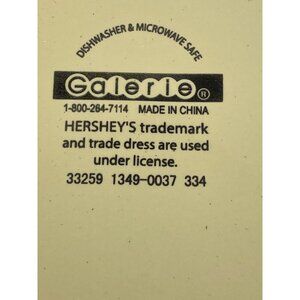 DISHWASHER & MICROWAVE SAFE
Galerie®
1-800-264-7114 MADE IN CHINA
HERSHEY'S trademark
and trade dress are used
under license.
33259 1349-0037 334